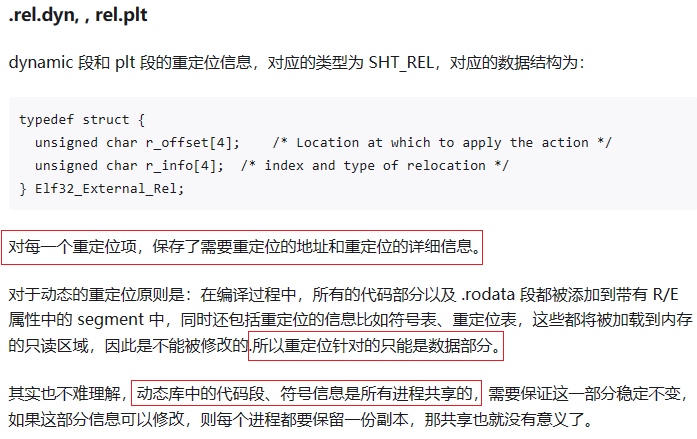 .rel.dyn, , rel.plt
dynamic 段和 plt 段的重定位信息，对应的类型为 SHT_REL，对应的数据结构为：
typedef struct {
unsigned char r_offset[4];    /* Location at which to apply the action */
unsigned char r_info[4];  /* index and type of relocation */
} Elf32_External_Rel;
对每一个重定位项，保存了需要重定位的地址和重定位的详细信息。
对于动态的重定位原则是：在编译过程中，所有的代码部分以及 .rodata 段都被添加到带有 R/E
属性中的 segment 中，同时还包括重定位的信息比如符号表、重定位表，这些都将被加载到内存
的只读区域，因此是不能被修改的.所以重定位针对的只能是数据部分。
其实也不难理解，动态库中的代码段、符号信息是所有进程共享的，需要保证这一部分稳定不变，
如果这部分信息可以修改，则每个进程都要保留一份副本，那共享也就没有意义了。